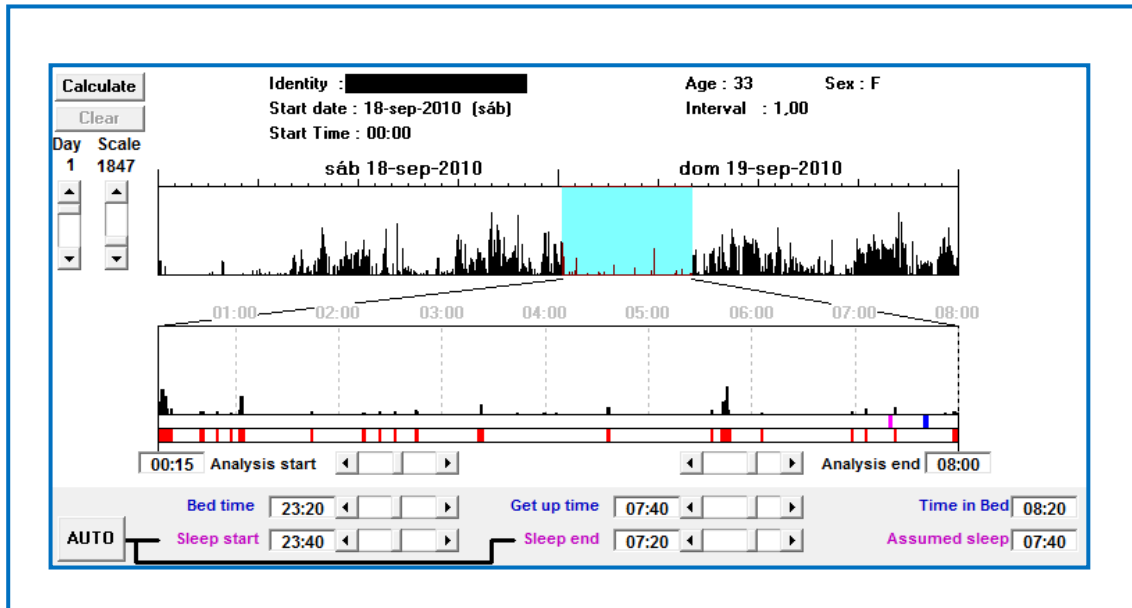 Calculate
Identity :
Age : 33 Sex : F
Start date : 18-sep-2010 (sáb)
Interval : 1,00
Clear
Start Time : 00:00
Day Scale
1 1847
sáb 18-sep-2010 dom 19-sep-2010
01:00 02:00 03:00 04:00 05:00 06:00 07:00 08:00
00:15 Analysis start Analysis end 08:00
Bed time 23:20 Get up time 07:40 Time in Bed 08:20
AUTO Sleep start 23:40 Sleep end 07:20 Assumed sleep 07:40